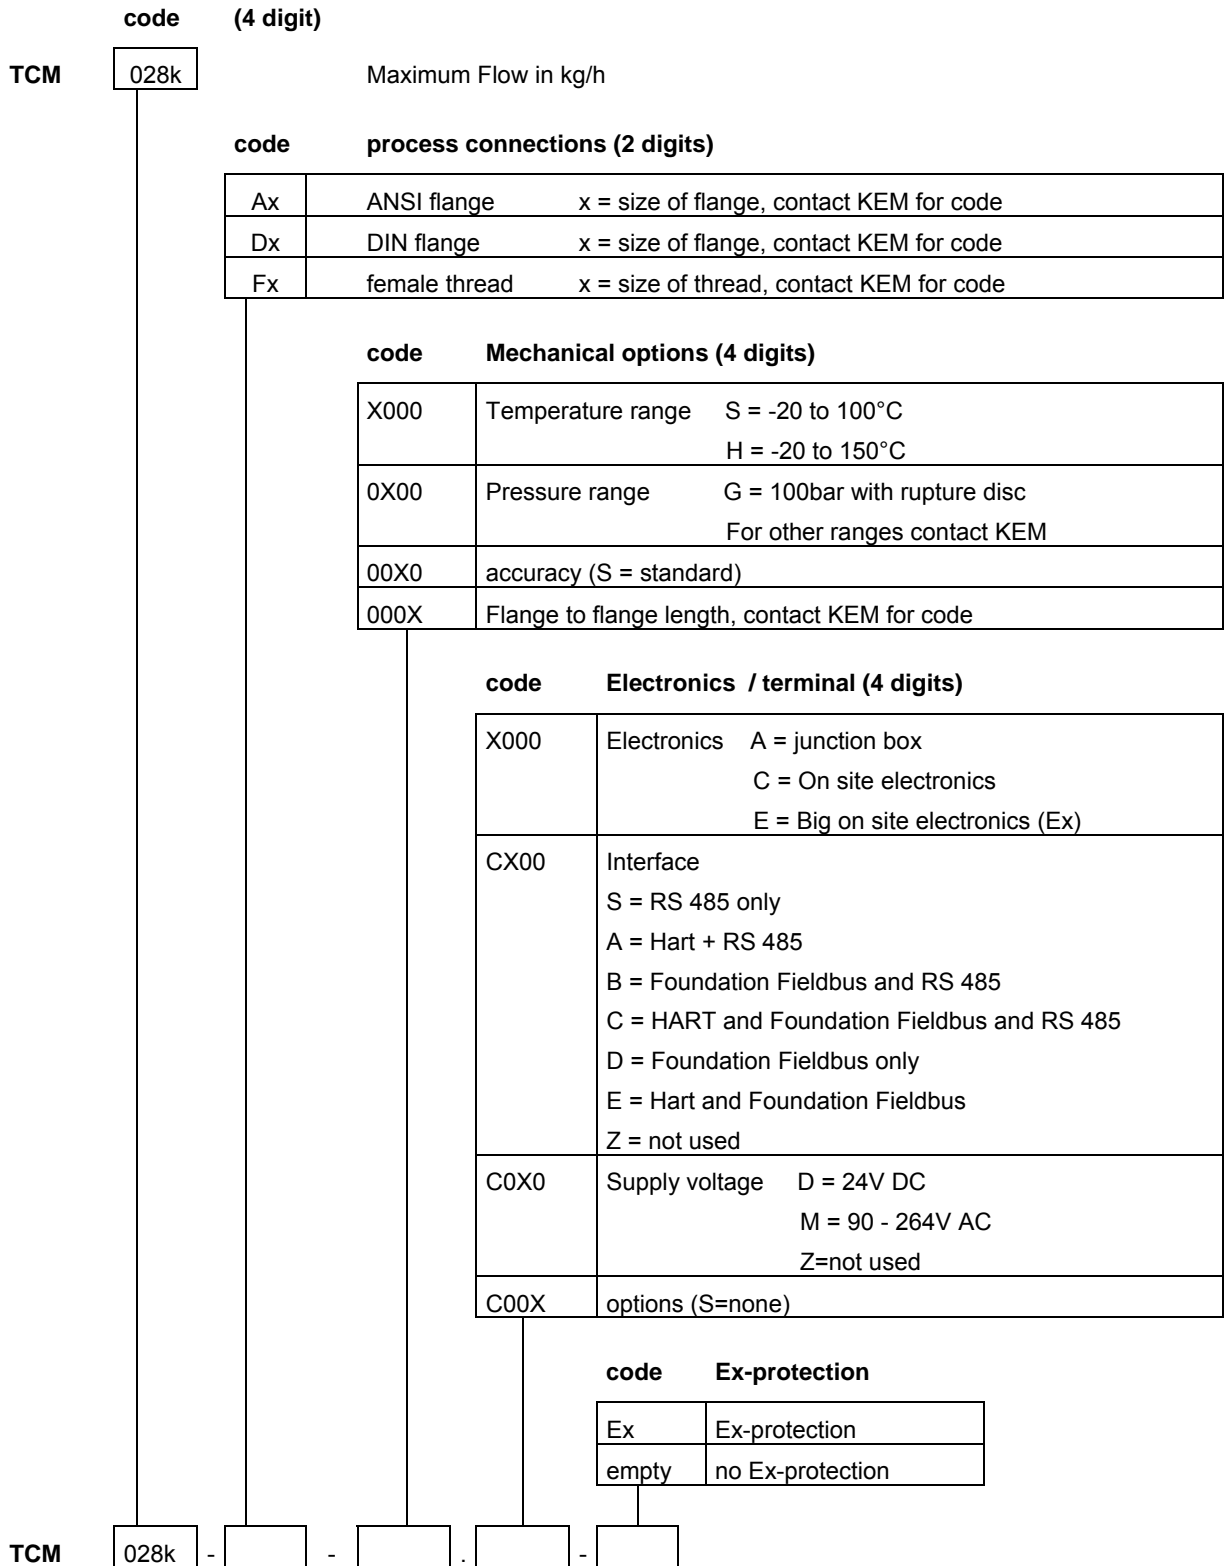 code (4 digit)
TCM 028k Maximum Flow in kg/h
code process connections (2 digits)
Ax ANSI flange x = size of flange, contact KEM for code
Dx DIN flange x = size of flange, contact KEM for code
Fx female thread x = size of thread, contact KEM for code
code Mechanical options (4 digits)
X000 Temperature range S = -20 to 100°C
H = -20 to 150°C
0X00 Pressure range G = 100bar with rupture disc
For other ranges contact KEM
00X0 accuracy (S = standard)
000X Flange to flange length, contact KEM for code
code Electronics / terminal (4 digits)
X000 Electronics A = junction box
C = On site electronics
E = Big on site electronics (Ex)
CX00 Interface
S = RS 485 only
A = Hart + RS 485
B = Foundation Fieldbus and RS 485
C = HART and Foundation Fieldbus and RS 485
D = Foundation Fieldbus only
E = Hart and Foundation Fieldbus
Z = not used
C0X0 Supply voltage D = 24V DC
M = 90 - 264V AC
Z=not used
C00X options (S=none)
code Ex-protection
Ex Ex-protection
empty no Ex-protection
TCM 028k - - . -